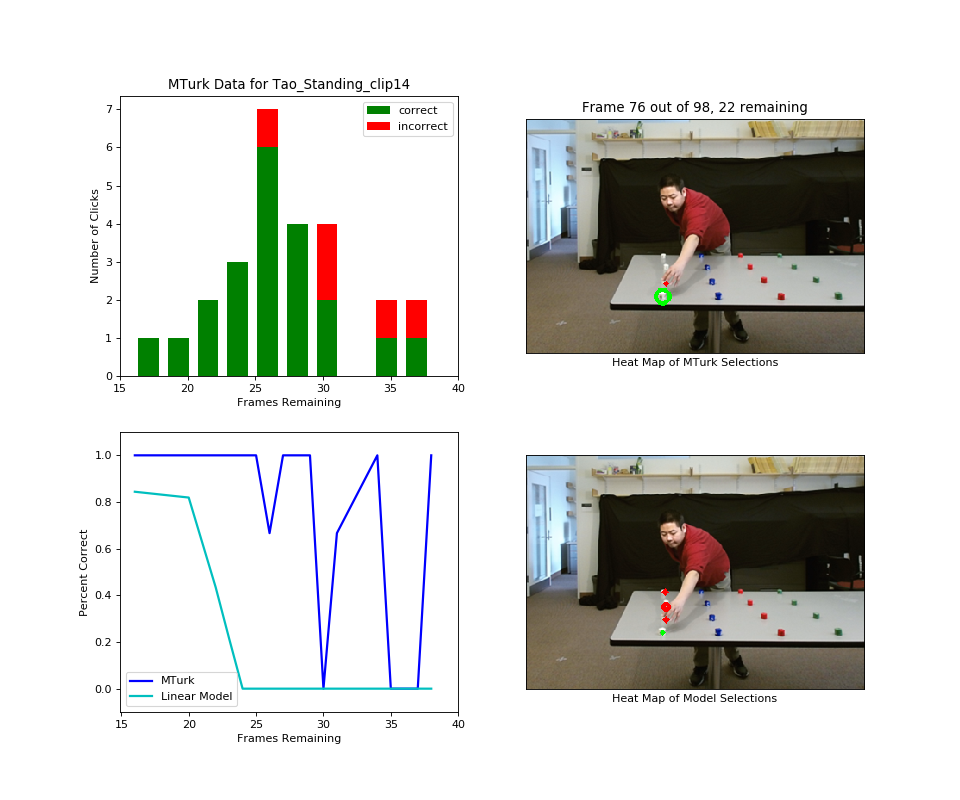 MTurk Data for Tao_Standing_clip14
7
6
5
4
3
2
1
0
Number of Clicks
correct
incorrect
15 20 25 30 35 40
Frames Remaining
Frame 76 out of 98, 22 remaining
Heat Map of MTurk Selections
1.0
0.8
0.6
0.4
0.2
0.0
Percent Correct
MTurk
Linear Model
15 20 25 30 35 40
Frames Remaining
Heat Map of Model Selections